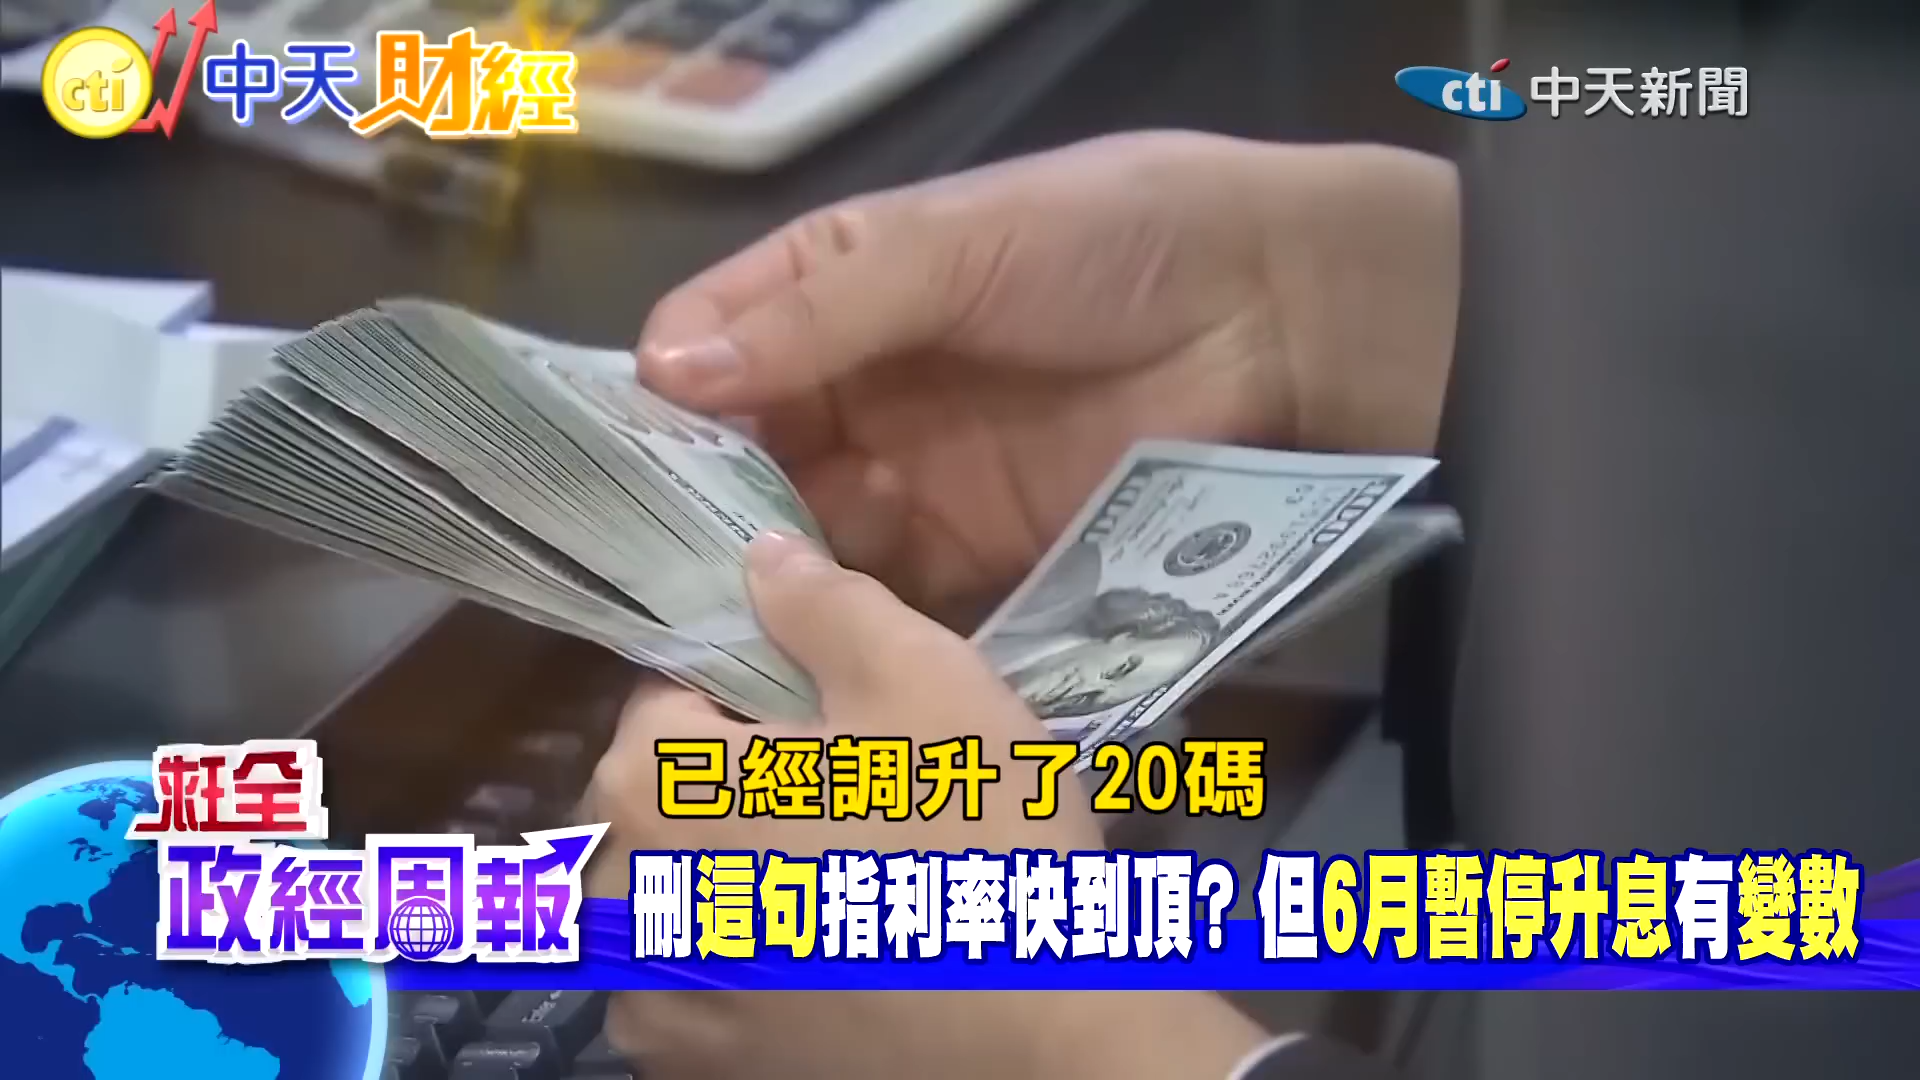 cti 中天財經
cti 中天新聞
已經調升了20碼
全球
政經周報
刪這句指利率快到頂? 但6月暫停升息有變數